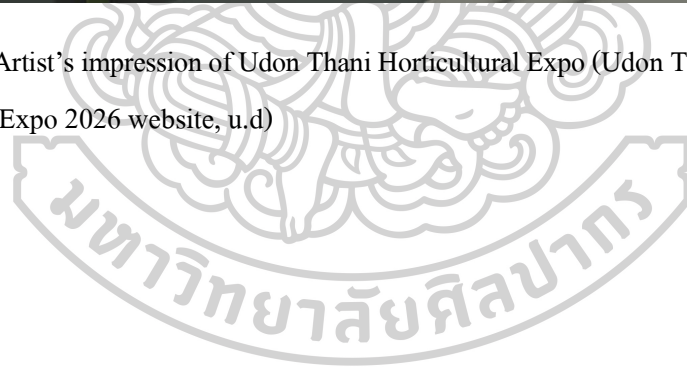 Artist’s impression of Udon Thani Horticultural Expo (Udon T
Expo 2026 website, u.d)
มหาวิทยาลัยศิลปากร